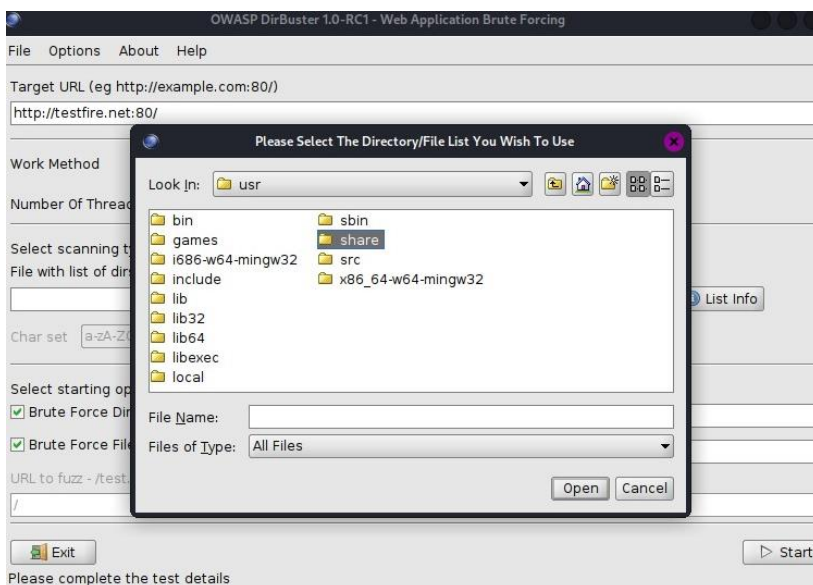 OWASP DirBuster 1.0-RC1 - Web Application Brute Forcing
File Options About Help
Target URL (eg http://example.com:80/)
http://testfire.net:80/
Please Select The Directory/File List You Wish To Use
Work Method
Look In: usr
Number Of Thread
bin
games
i686-w64-mingw32
include
lib
lib32
lib64
libexec
local
sbin
share
src
x86_64-w64-mingw32
Select scanning t
File with list of dir
List Info
Char set a-zA-Z
Select starting op
Brute Force Dir
File Name:
Brute Force File
Files of Type: All Files
URL to fuzz - /test.
/
Open Cancel
Exit
Start
Please complete the test details